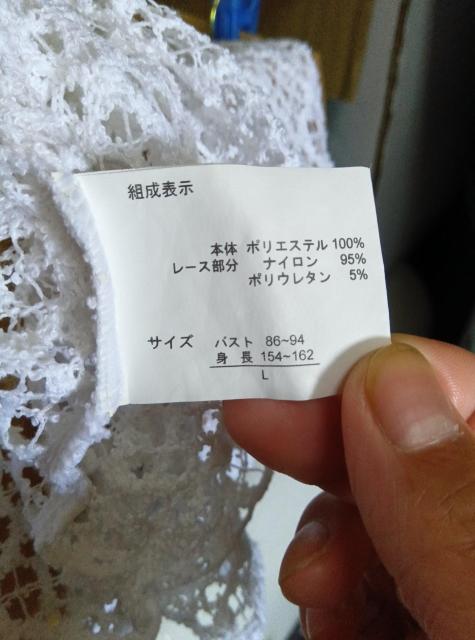 組成表示
本体 ポリエステル 100%
レース部分 ナイロン 95%
ポリウレタン 5%
サイズ バスト 86~94
身長 154~162
L